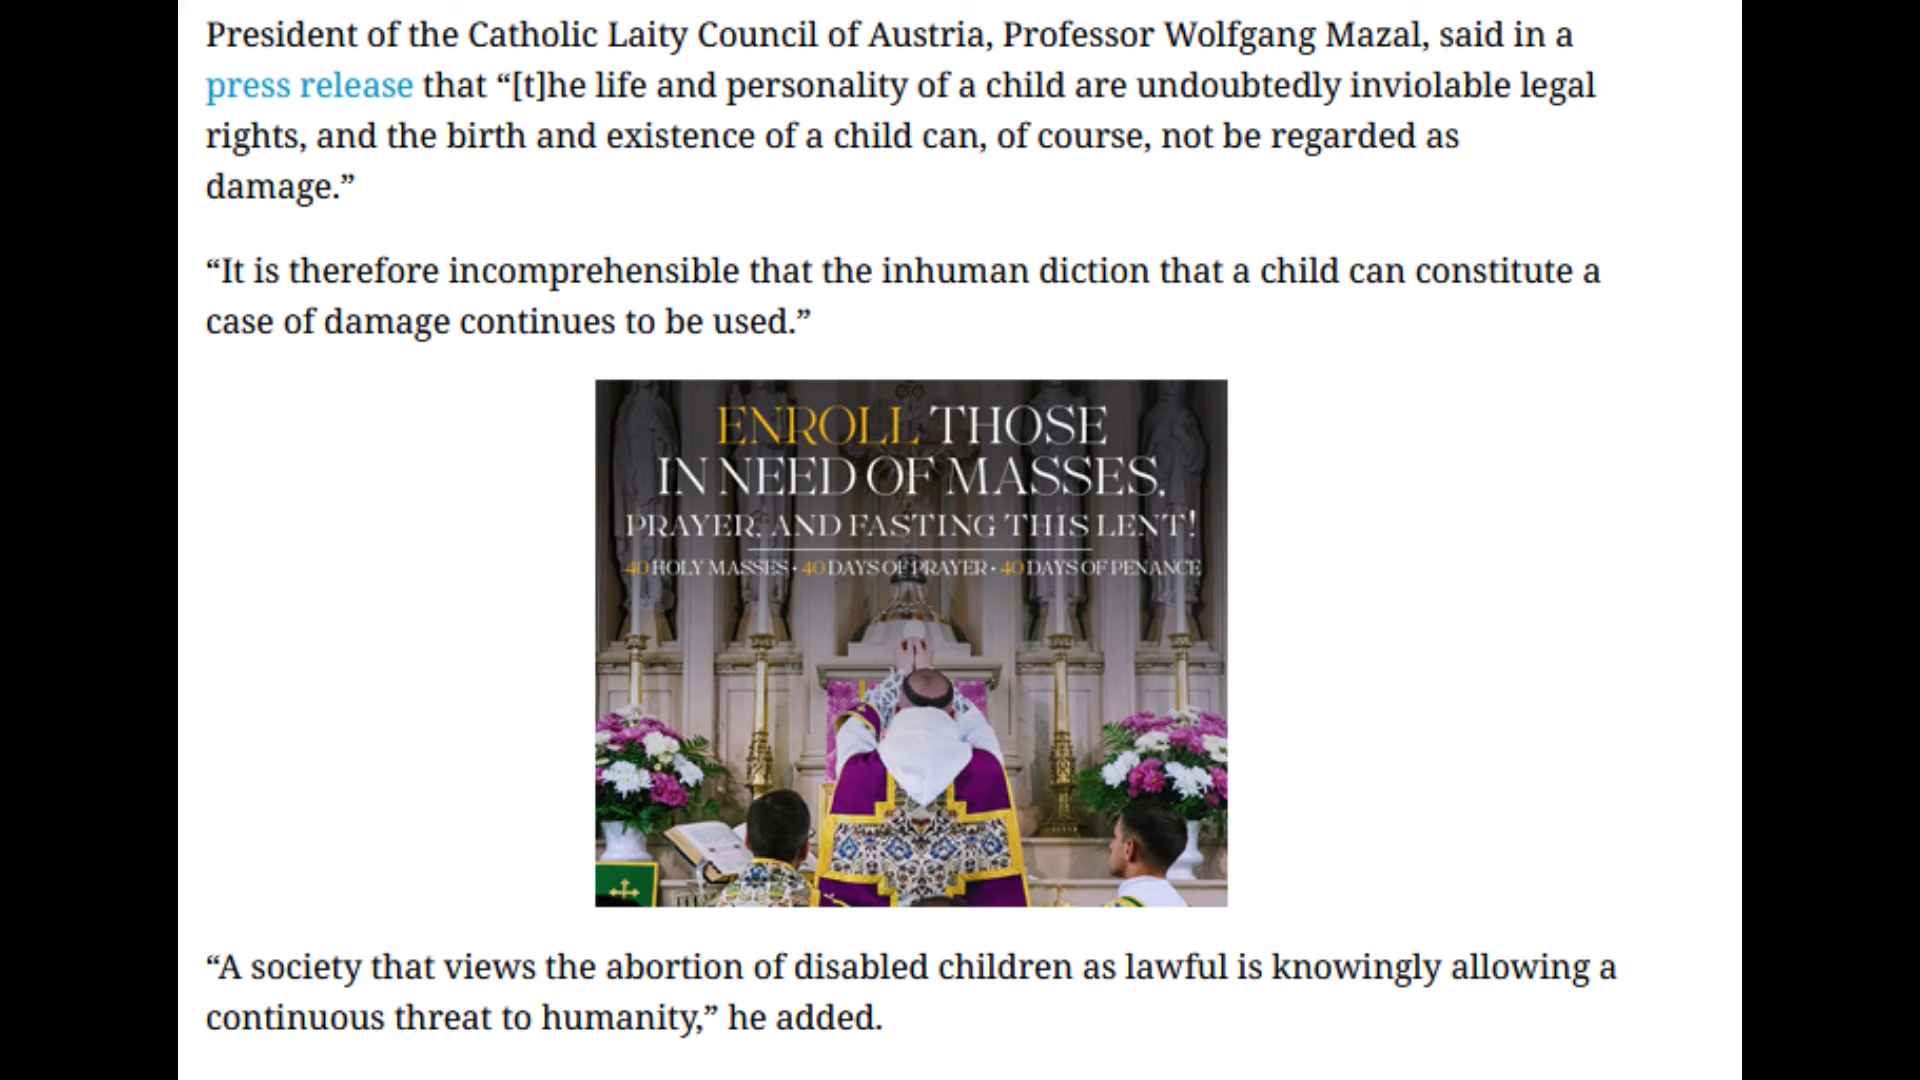 President of the Catholic Laity Council of Austria, Professor Wolfgang Mazal, said in a
press release that “[t]he life and personality of a child are undoubtedly inviolable legal
rights, and the birth and existence of a child can, of course, not be regarded as
damage.”
“It is therefore incomprehensible that the inhuman diction that a child can constitute a
case of damage continues to be used.”
ENROLL THOSE
IN NEED OF MASSES,
PRAYER, AND FASTING THIS LENT!
40 HOLY MASSES • 40 DAYS OF PRAYER • 40 DAYS OF PENANCE
“A society that views the abortion of disabled children as lawful is knowingly allowing a
continuous threat to humanity,” he added.